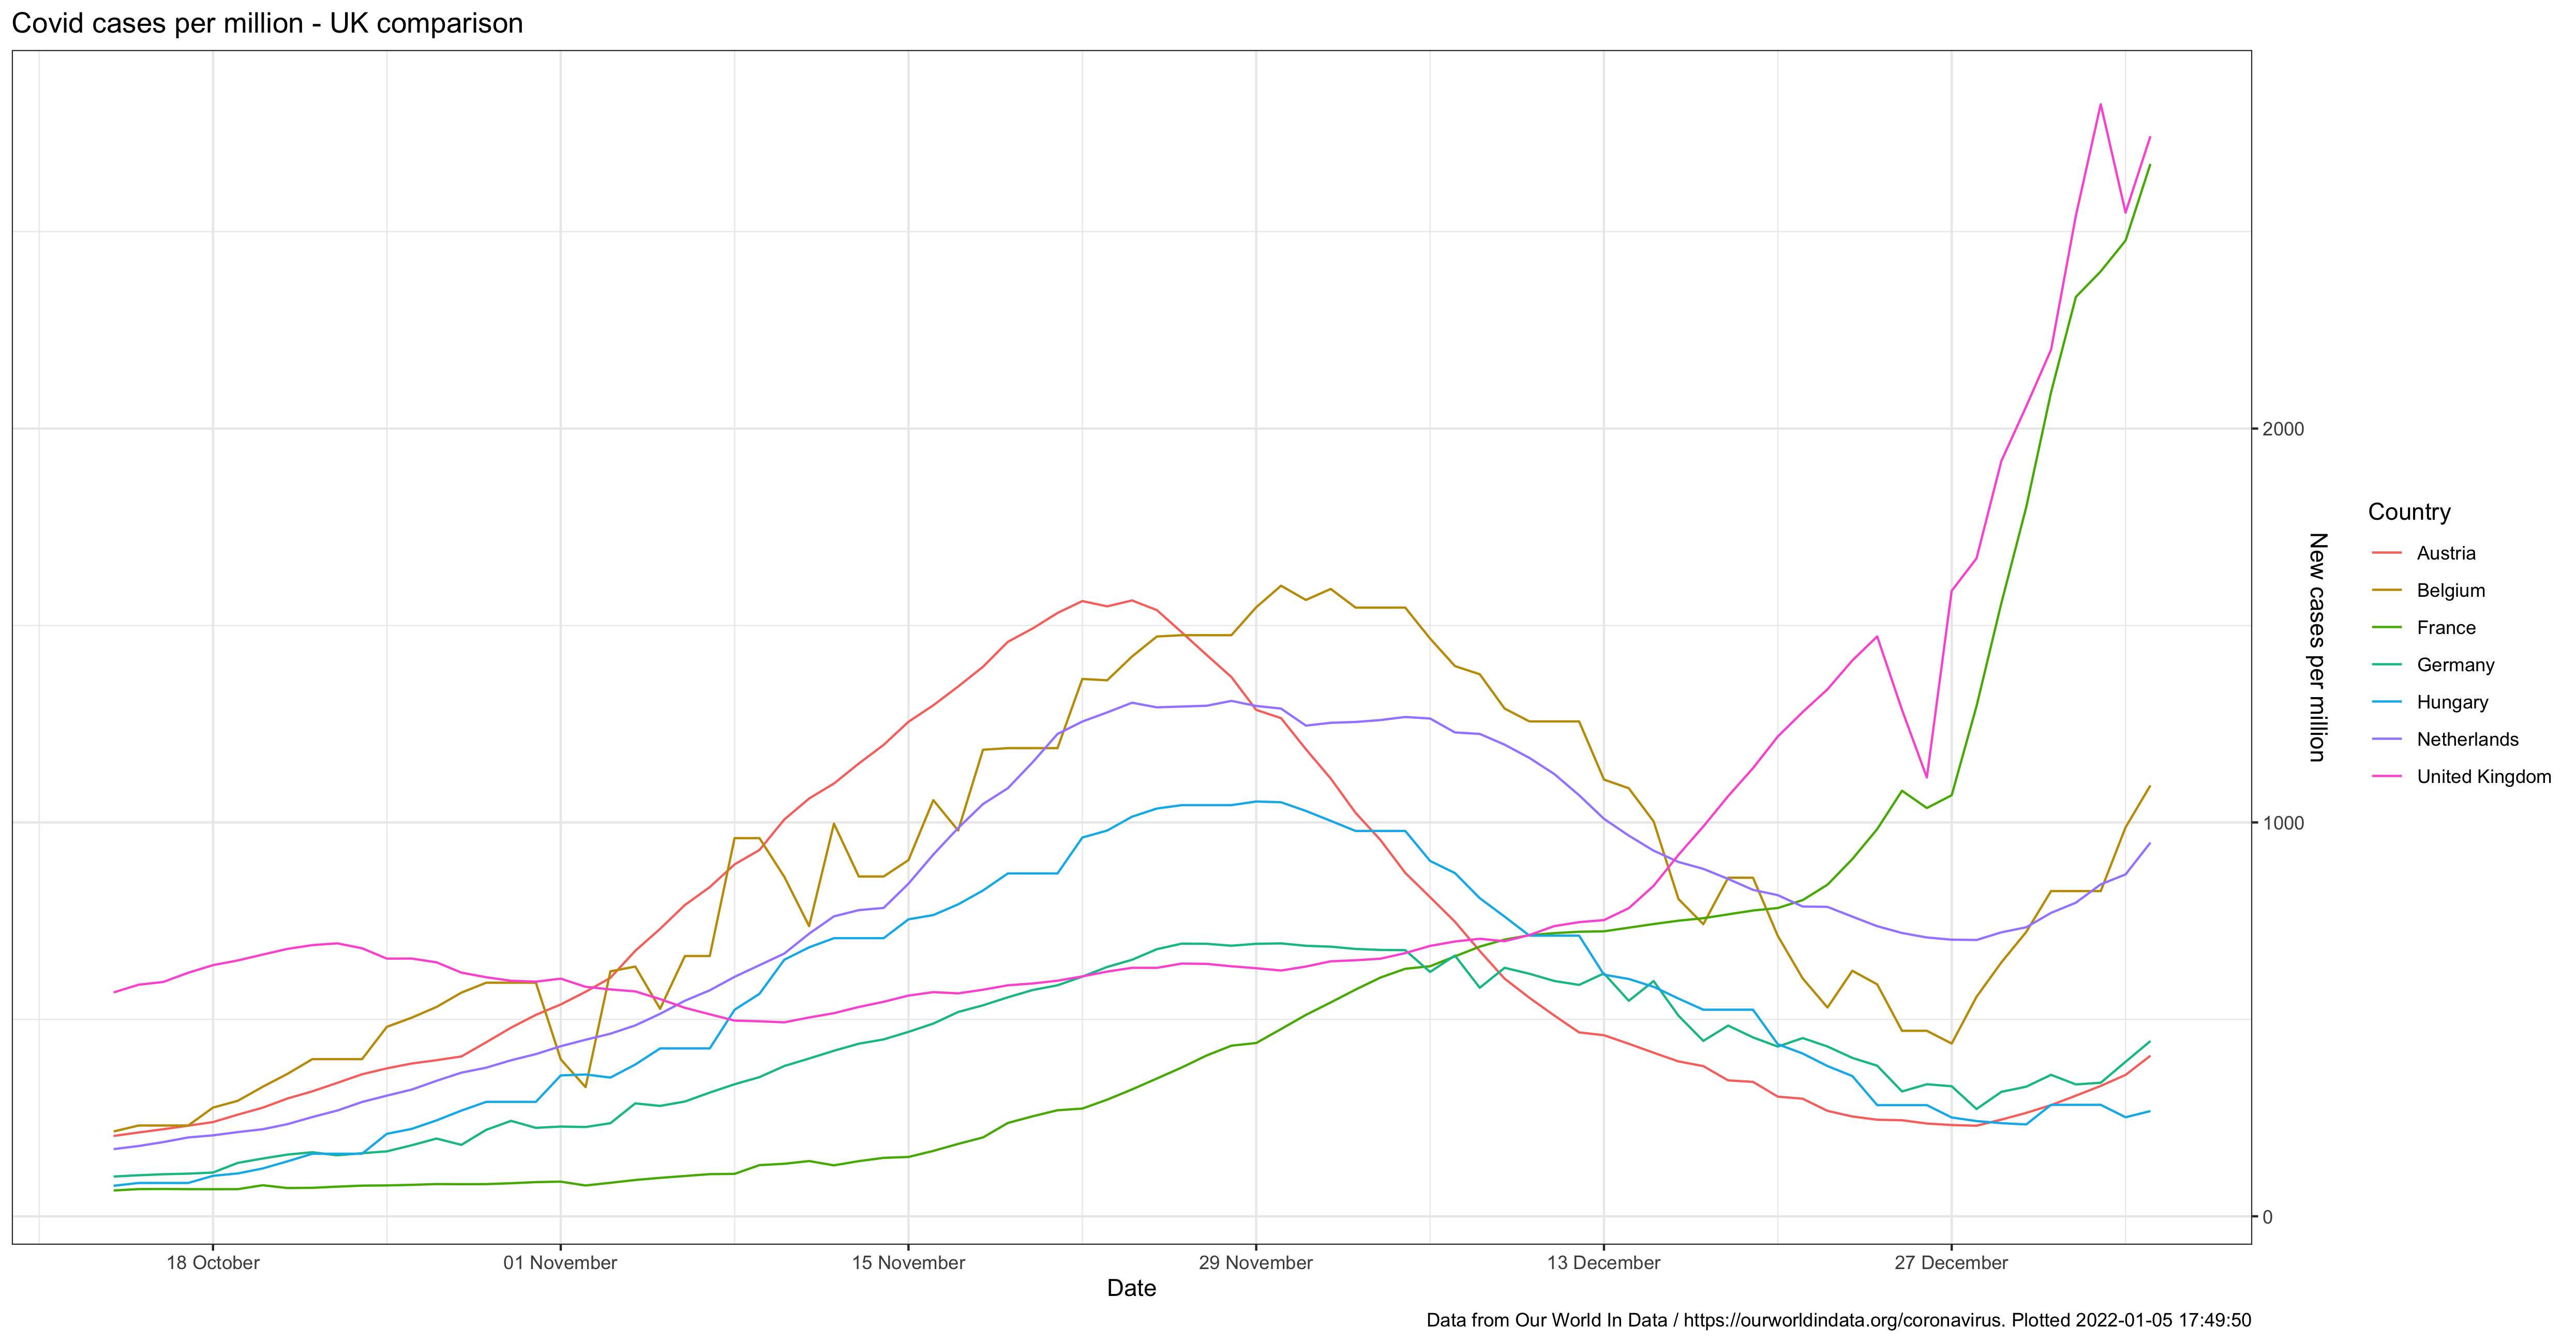 Covid cases per million - UK comparison
2000
1000
0
New cases per million
18 October
01 November
15 November
29 November
13 December
27 December
Date
Country
Austria
Belgium
France
Germany
Hungary
Netherlands
United Kingdom
Data from Our World In Data / https://ourworldindata.org/coronavirus. Plotted 2022-01-05 17:49:50